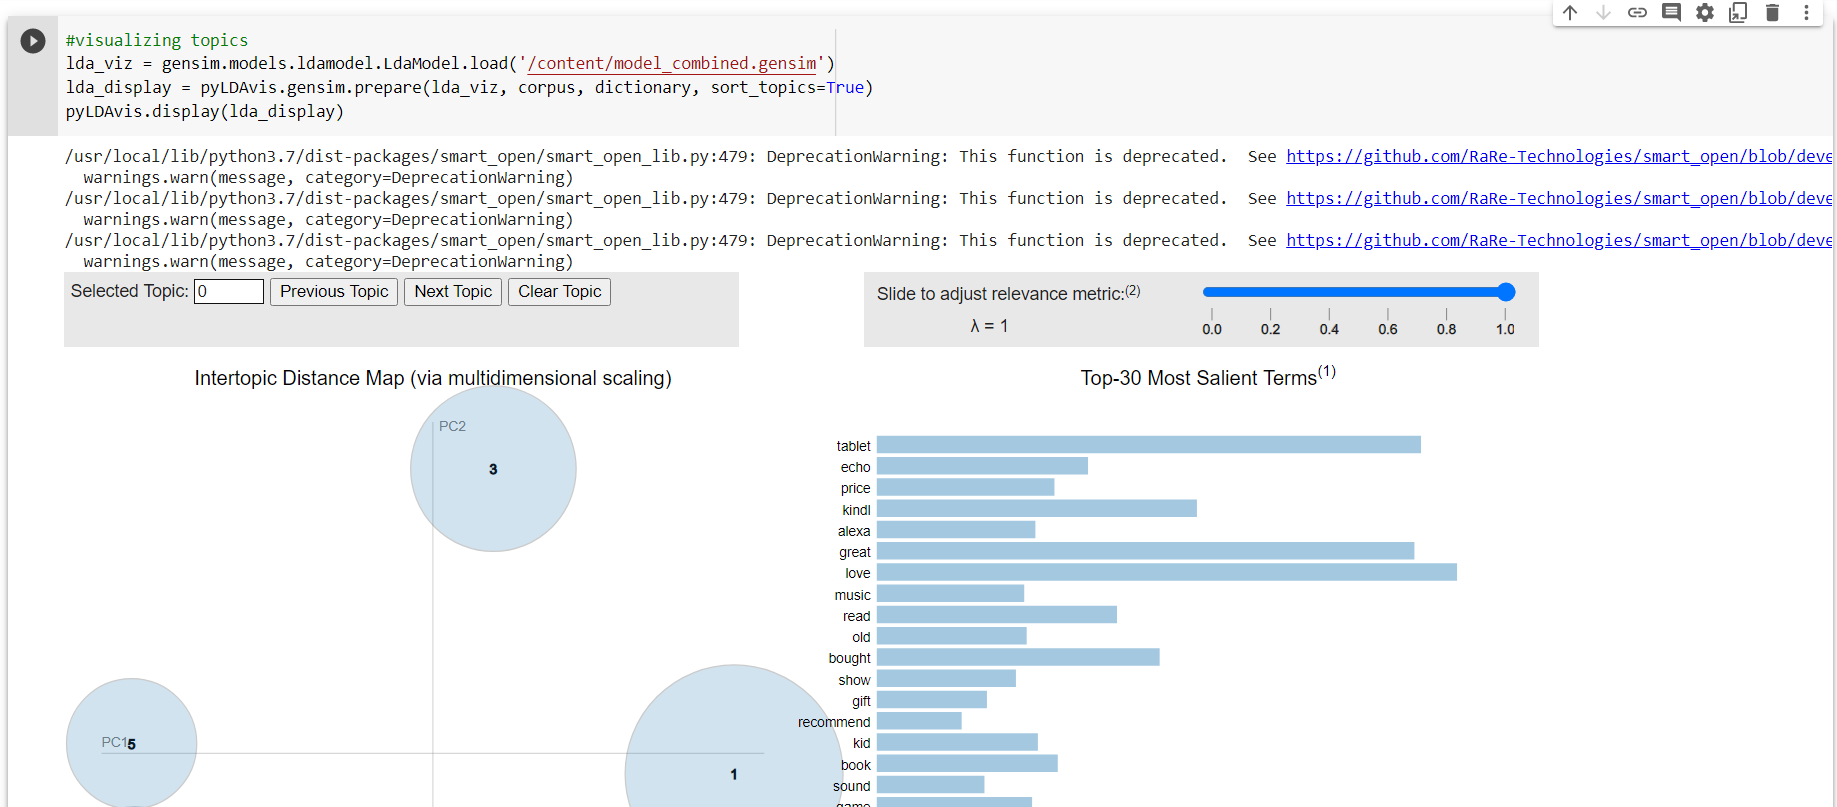 #visualizing topics
lda_viz = gensim.models.ldamodel.LdaModel.load('/content/model_combined.gensim')
lda_display = pyLDAvis.gensim.prepare(lda_viz, corpus, dictionary, sort_topics=True)
pyLDAvis.display(lda_display)
/usr/local/lib/python3.7/dist-packages/smart_open/smart_open_lib.py:479: DeprecationWarning: This function is deprecated.  See https://github.com/RaRe-Technologies/smart_open/blob/deve
  warnings.warn(message, category=DeprecationWarning)
/usr/local/lib/python3.7/dist-packages/smart_open/smart_open_lib.py:479: DeprecationWarning: This function is deprecated.  See https://github.com/RaRe-Technologies/smart_open/blob/deve
  warnings.warn(message, category=DeprecationWarning)
/usr/local/lib/python3.7/dist-packages/smart_open/smart_open_lib.py:479: DeprecationWarning: This function is deprecated.  See https://github.com/RaRe-Technologies/smart_open/blob/deve
  warnings.warn(message, category=DeprecationWarning)
Selected Topic: 0 Previous Topic Next Topic Clear Topic
Slide to adjust relevance metric:(2)
λ = 1
0.0 0.2 0.4 0.6 0.8 1.0
Intertopic Distance Map (via multidimensional scaling)
PC2
3
PC1
5
1
Top-30 Most Salient Terms(1)
tablet
echo
price
kindl
alexa
great
love
music
read
old
bought
show
gift
recommend
kid
book
sound
game